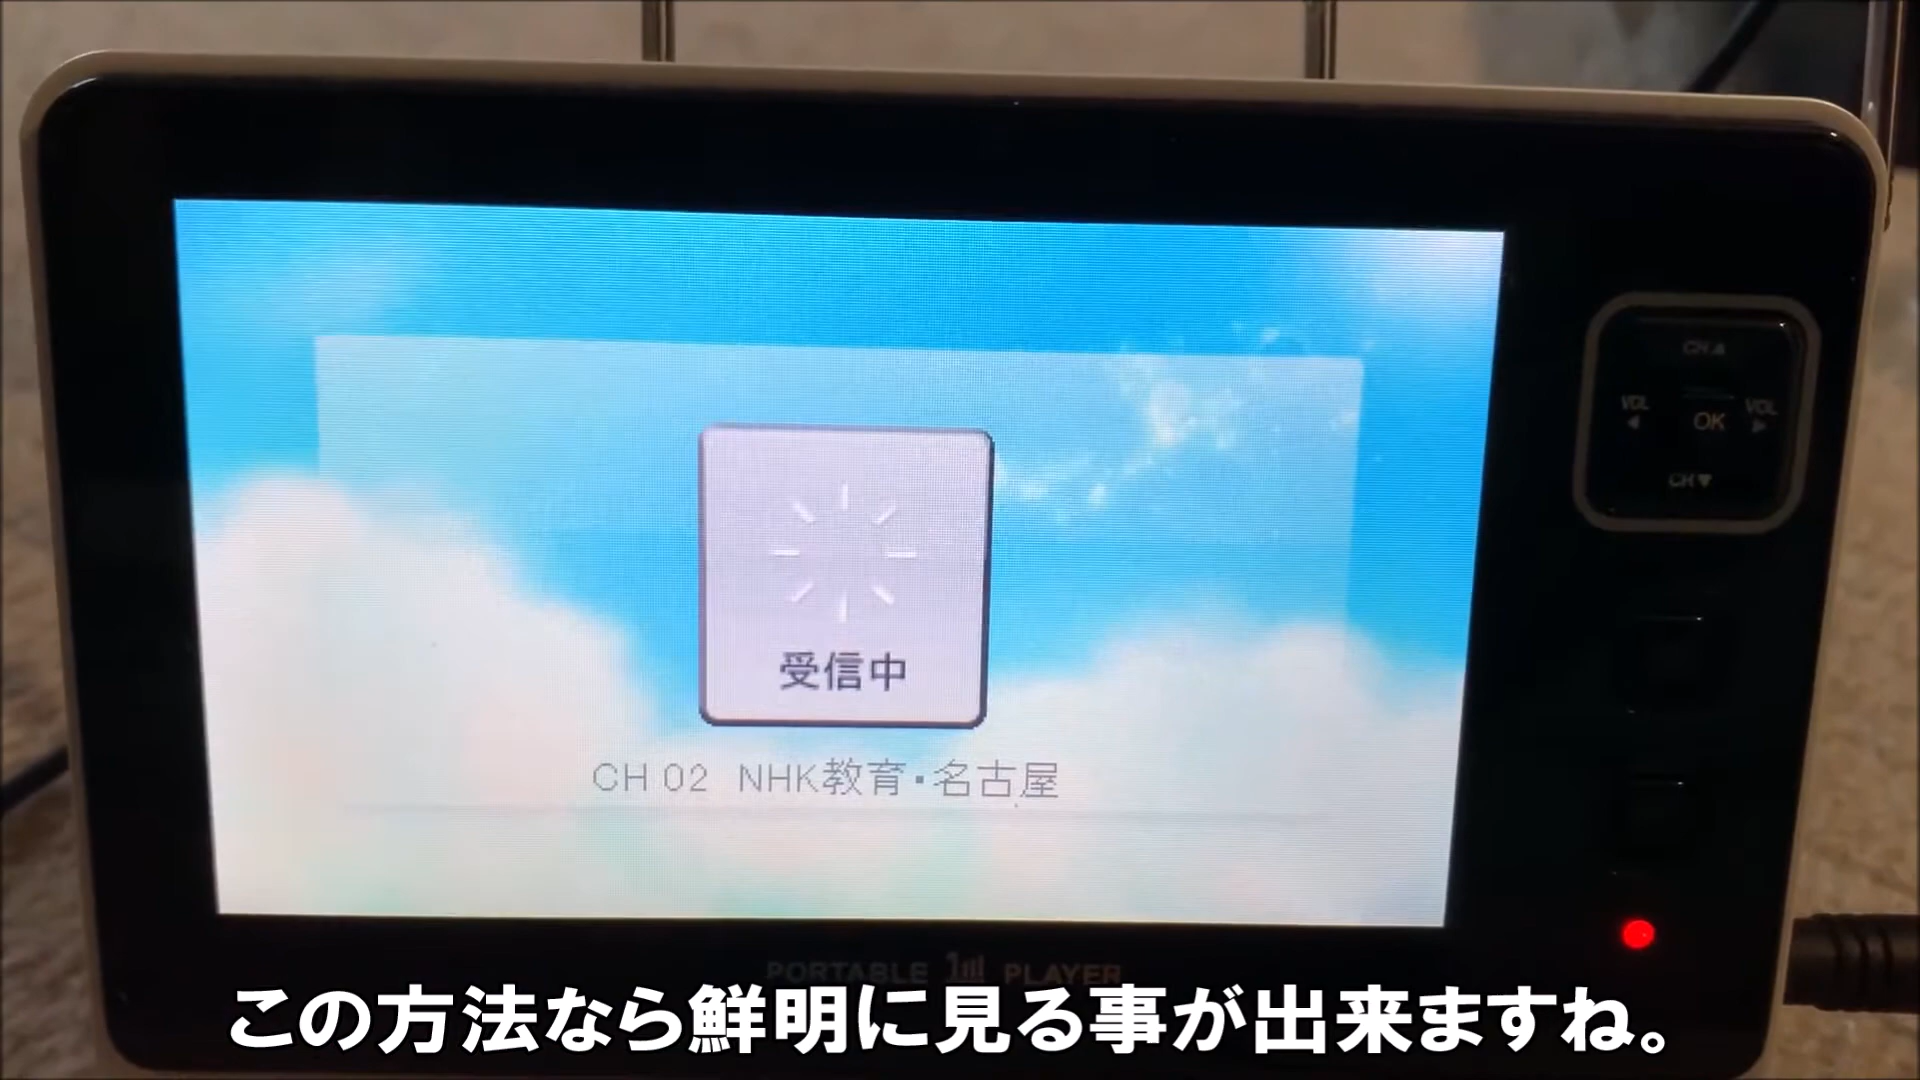 CH▲
VOL
OK
VOL
◀
▶
CH▼
受信中
CH 02 NHK教育・名古屋
PORTABLE 1 PLAYER
この方法なら鮮明に見る事が出来ますね。